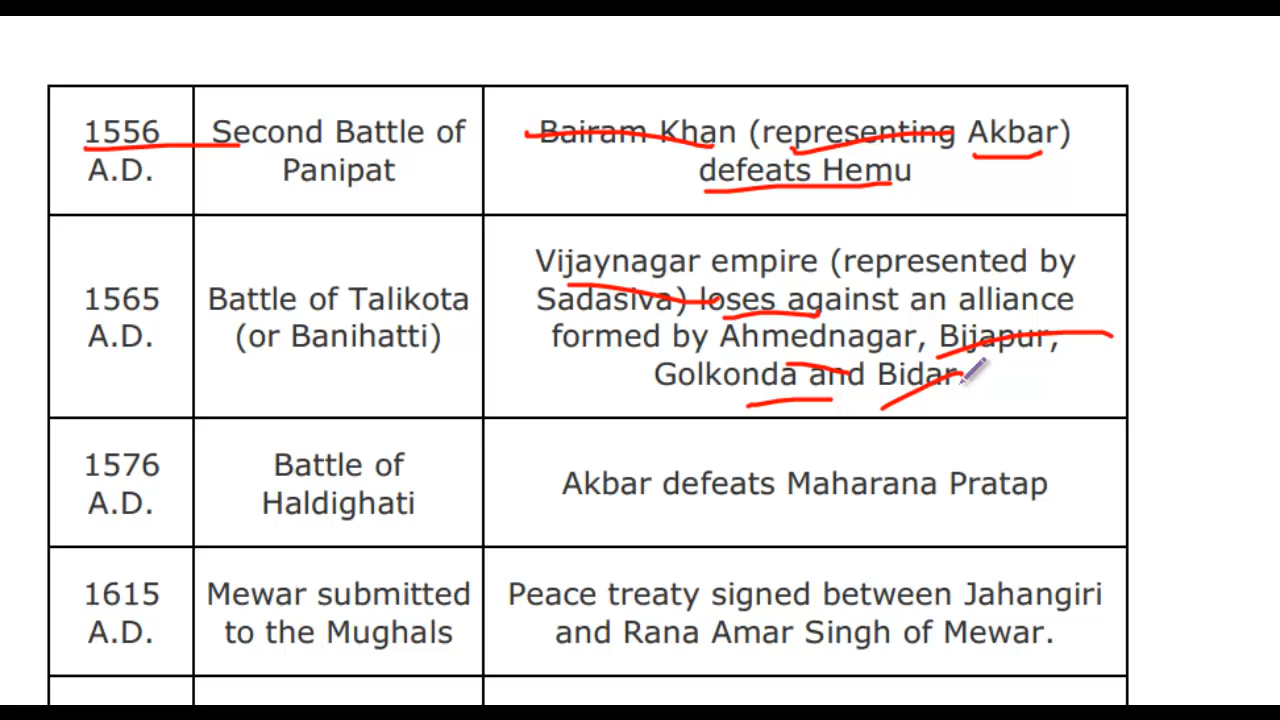 1556
A.D.
Second Battle of
Panipat
Bairam Khan (representing Akbar)
defeats Hemu
1565
A.D.
Battle of Talikota
(or Banihatti)
Vijaynagar empire (represented by
Sadasiva) loses against an alliance
formed by Ahmednagar, Bijapur,
Golkonda and Bidar
1576
A.D.
Battle of
Haldighati
Akbar defeats Maharana Pratap
1615
A.D.
Mewar submitted
to the Mughals
Peace treaty signed between Jahangiri
and Rana Amar Singh of Mewar.